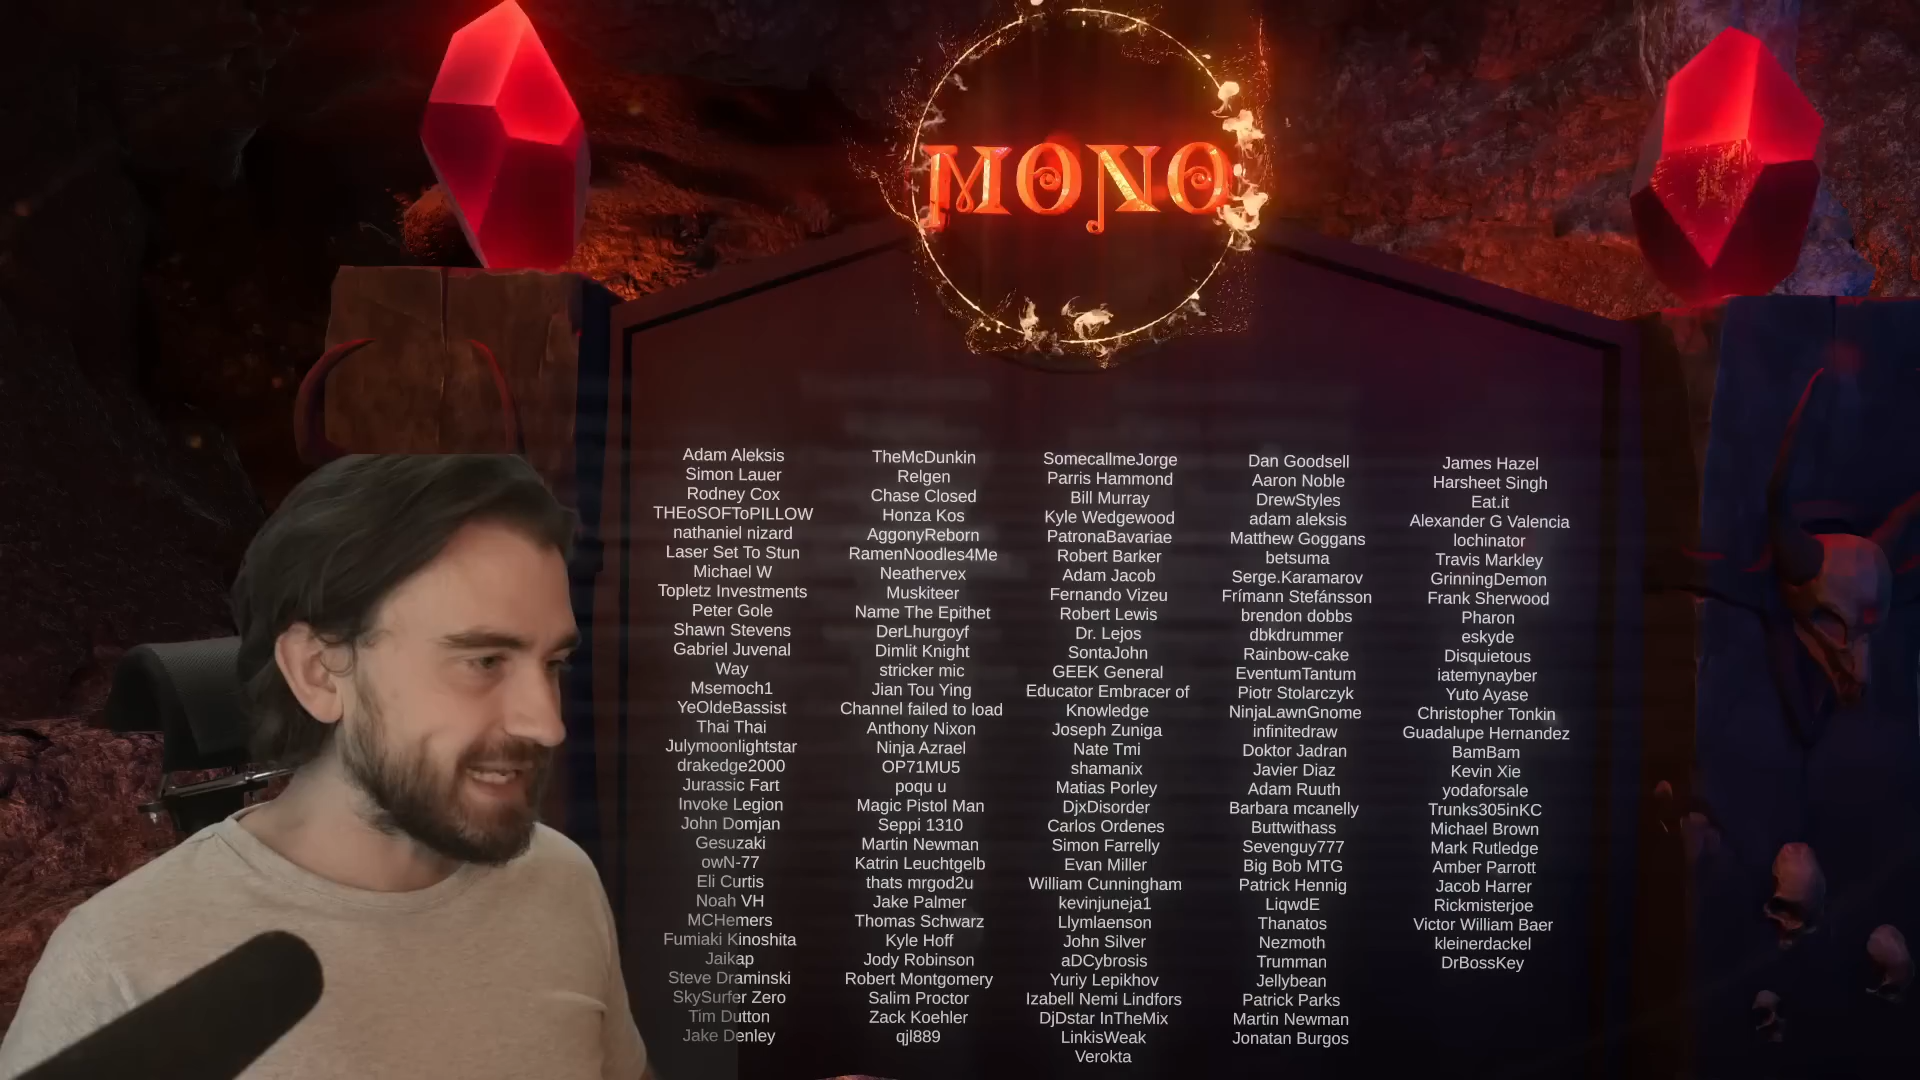 MONO
Adam Aleksis
Simon Lauer
Rodney Cox
THEoSOFToPILLOW
nathaniel nizard
Laser Set To Stun
Michael W
Topletz Investments
Peter Gole
Shawn Stevens
Gabriel Juvenal
Way
Msemoch1
YeOldeBassist
Thai Thai
Julymoonlightstar
drakedge2000
Jurassic Fart
Invoke Legion
John Domjan
Gesuzaki
owN-77
Eli Curtis
Noah VH
MCHemers
Fumiaki Kinoshita
Jaikap
Steve Draminski
SkySurfer Zero
Tim Dutton
Jake Denley
TheMcDunkin
Relgen
Chase Closed
Honza Kos
AggonyReborn
RamenNoodles4Me
Neathervex
Muskiteer
Name The Epithet
DerLhurgoyf
Dimlit Knight
stricker mic
Jian Tou Ying
Channel failed to load
Anthony Nixon
Ninja Azrael
OP71MU5
poqu u
Magic Pistol Man
Seppi 1310
Martin Newman
Katrin Leuchtgelb
thats mrgod2u
Jake Palmer
Thomas Schwarz
Kyle Hoff
Jody Robinson
Robert Montgomery
Salim Proctor
Zack Koehler
qjl889
SomecallmeJorge
Parris Hammond
Bill Murray
Kyle Wedgewood
PatronaBavariae
Robert Barker
Adam Jacob
Fernando Vizeu
Robert Lewis
Dr. Lejos
SontaJohn
GEEK General
Educator Embracer of
Knowledge
Joseph Zuniga
Nate Tmi
shamanix
Matias Porley
DjxDisorder
Carlos Ordenes
Simon Farrelly
Evan Miller
William Cunningham
kevinjuneja1
Llymlaenson
John Silver
aDCybrosis
Yuriy Lepikhov
Izabell Nemi Lindfors
DjDstar InTheMix
LinkisWeak
Verokta
Dan Goodsell
Aaron Noble
DrewStyles
adam aleksis
Matthew Goggans
betsuma
Serge.Karamarov
Frímann Stefánsson
brendon dobbs
dbkdrummer
Rainbow-cake
EventumTantum
Piotr Stolarczyk
NinjaLawnGnome
infinitedraw
Doktor Jadran
Javier Diaz
Adam Ruuth
Barbara mcanelly
Buttwithass
Sevenguy777
Big Bob MTG
Patrick Hennig
LiqwdE
Thanatos
Nezmoth
Trumman
Jellybean
Patrick Parks
Martin Newman
Jonatan Burgos
James Hazel
Harsheet Singh
Eat.it
Alexander G Valencia
lochinator
Travis Markley
GrinningDemon
Frank Sherwood
Pharon
eskyde
Disquietous
iatemynayber
Yuto Ayase
Christopher Tonkin
Guadalupe Hernandez
BamBam
Kevin Xie
yodaforsale
Trunks305inKC
Michael Brown
Mark Rutledge
Amber Parrott
Jacob Harrer
Rickmisterjoe
Victor William Baer
kleinerdackel
DrBossKey